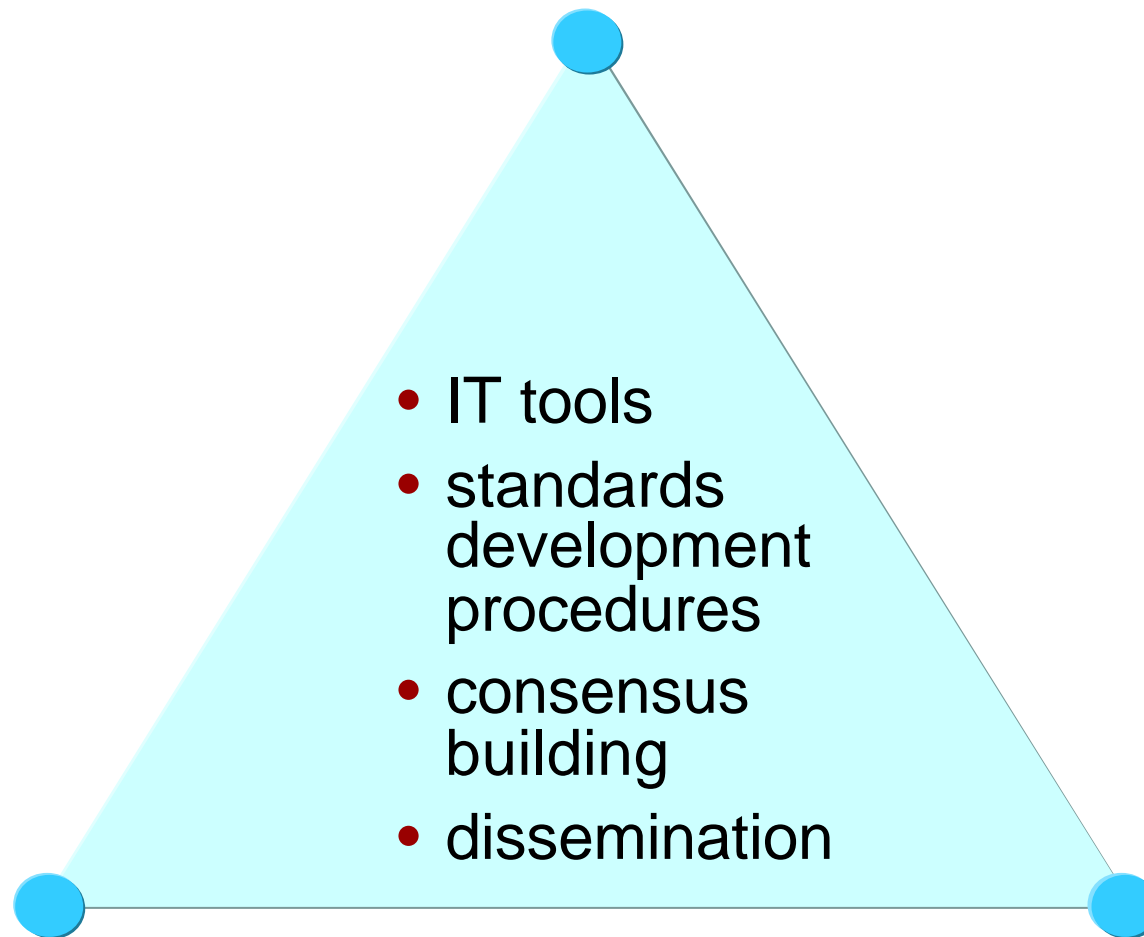 • IT tools
• standards
development
procedures
• consensus
building
• dissemination